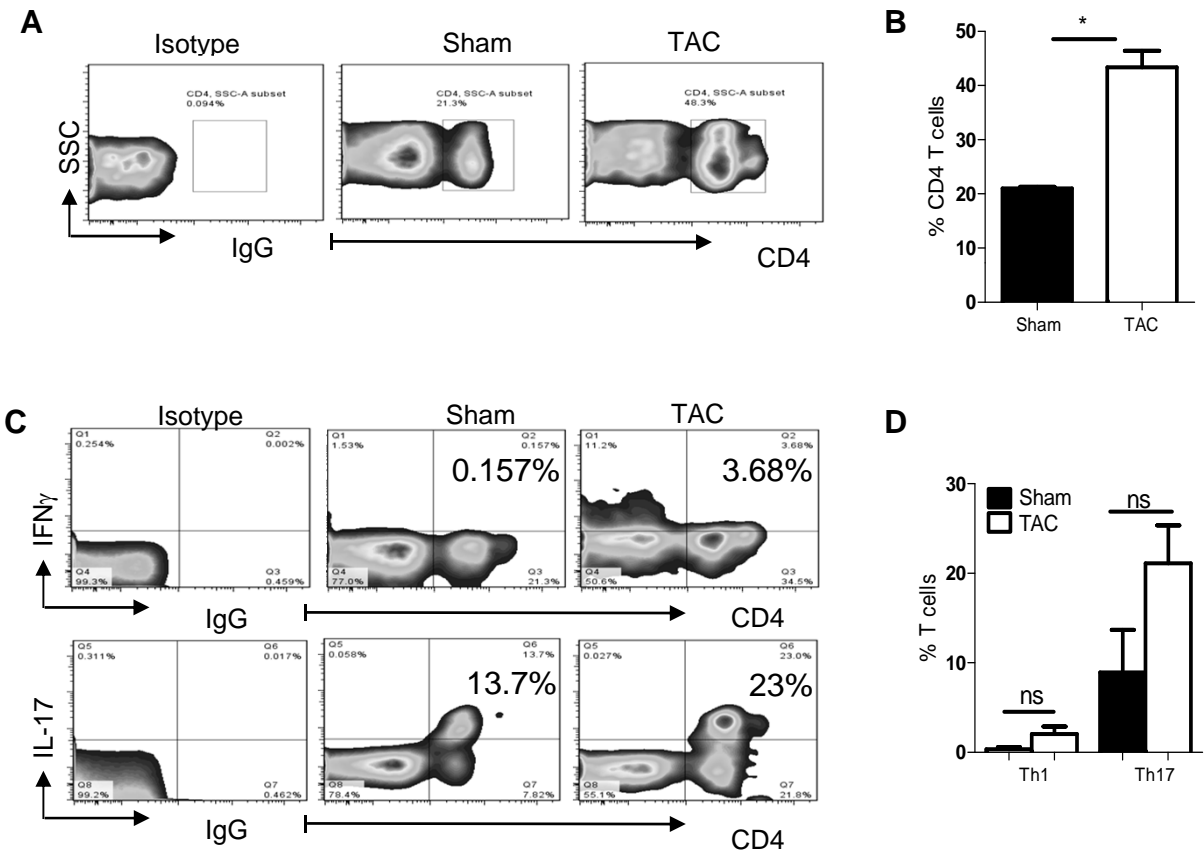 A
Isotype
Sham
TAC
CD4, SSC-A subset
0.094%
CD4, SSC-A subset
21.3%
CD4, SSC-A subset
48.3%
SSC
IgG
CD4
B
*
% CD4 T cells
50
40
30
20
10
0
Sham
TAC
C
Isotype
Sham
TAC
Q1
0.254%
Q2
0.002%
Q4
99.3%
Q3
0.459%
Q1
1.53%
Q2
0.157%
0.157%
Q4
77.0%
Q3
21.3%
Q1
11.2%
Q2
3.68%
3.68%
Q4
50.6%
Q3
34.5%
IFNγ
IgG
CD4
Q5
0.311%
Q6
0.017%
Q8
99.2%
Q7
0.462%
Q5
0.058%
Q6
13.7%
13.7%
Q8
78.4%
Q7
7.82%
Q5
0.027%
Q6
23.0%
23%
Q8
55.1%
Q7
21.8%
IL-17
IgG
CD4
D
% T cells
30
20
10
0
Sham
TAC
ns
ns
Th1
Th17